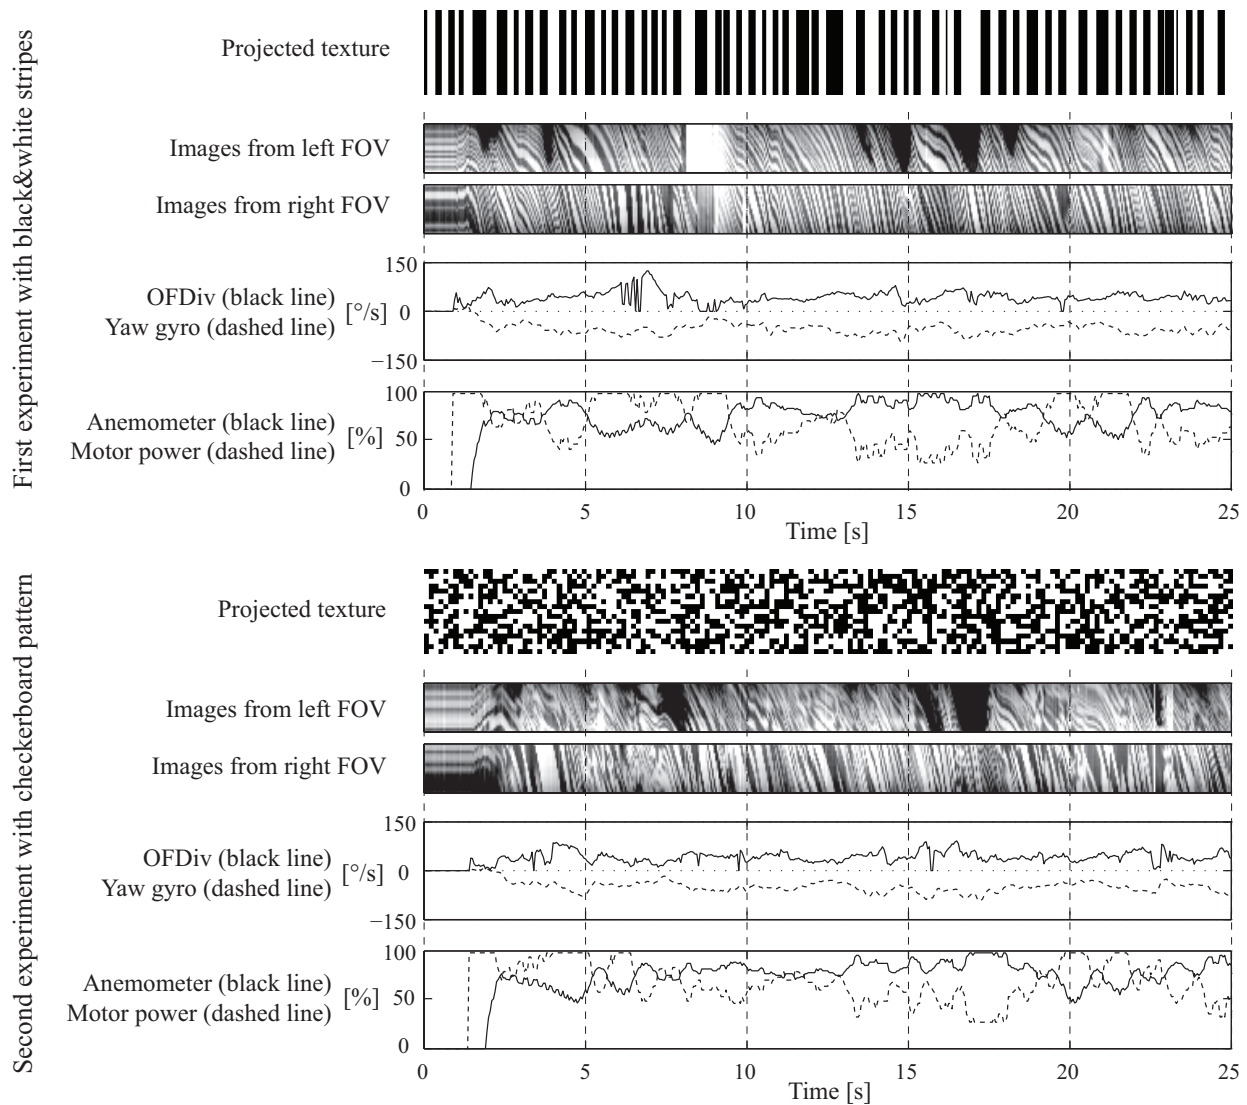 First experiment with black&white stripes
Projected texture
Images from left FOV
Images from right FOV
150
OFDiv (black line)
Yaw gyro (dashed line)
[°/s]
0
−150
100
Anemometer (black line)
Motor power (dashed line)
[%]
50
0
0 5 10 15 20 25
Time [s]
Second experiment with checkerboard pattern
Projected texture
Images from left FOV
Images from right FOV
150
OFDiv (black line)
Yaw gyro (dashed line)
[°/s]
0
−150
100
Anemometer (black line)
Motor power (dashed line)
[%]
50
0
0 5 10 15 20 25
Time [s]